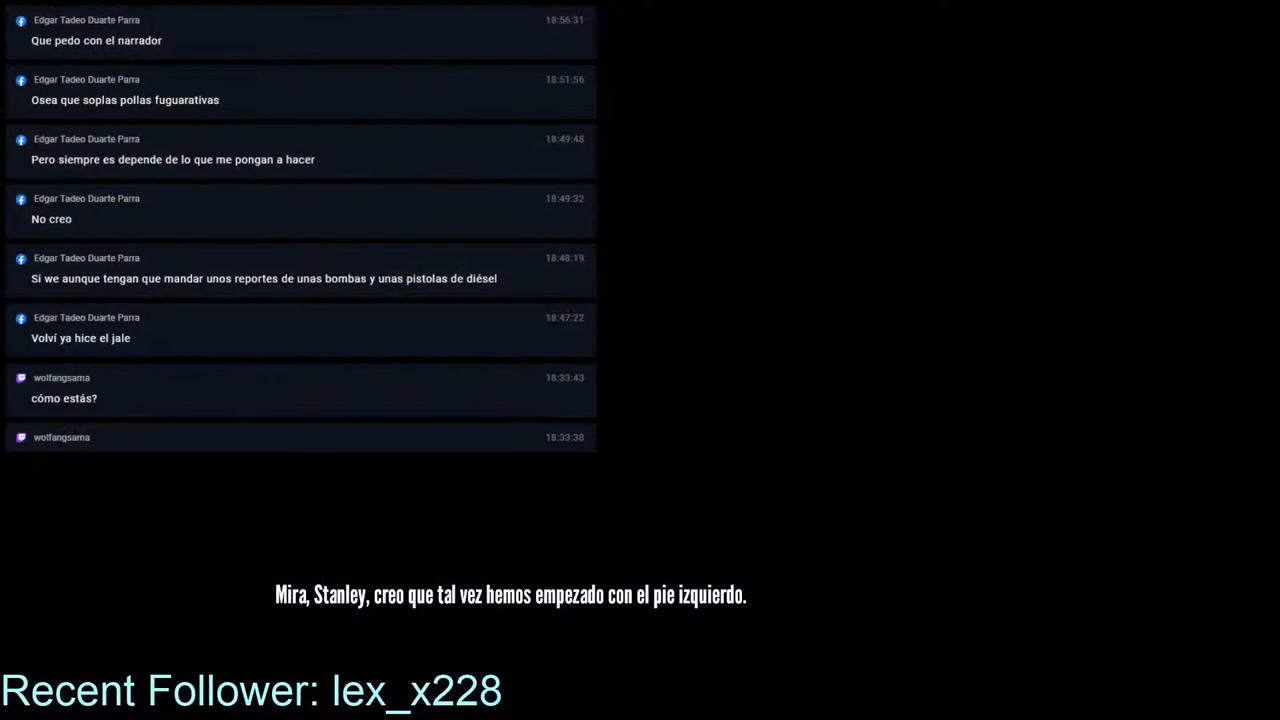 Edgar Tadeo Duarte Parra 18:56:31
Que pedo con el narrador
Edgar Tadeo Duarte Parra 18:51:56
Osea que soplas pollas fuguarativas
Edgar Tadeo Duarte Parra 18:49:48
Pero siempre es depende de lo que me pongan a hacer
Edgar Tadeo Duarte Parra 18:49:32
No creo
Edgar Tadeo Duarte Parra 18:48:19
Si we aunque tengan que mandar unos reportes de unas bombas y unas pistolas de diésel
Edgar Tadeo Duarte Parra 18:47:22
Volví ya hice el jale
wolfangsama 18:33:43
cómo estás?
wolfangsama 18:33:38
Mira, Stanley, creo que tal vez hemos empezado con el pie izquierdo.
Recent Follower: lex_x228